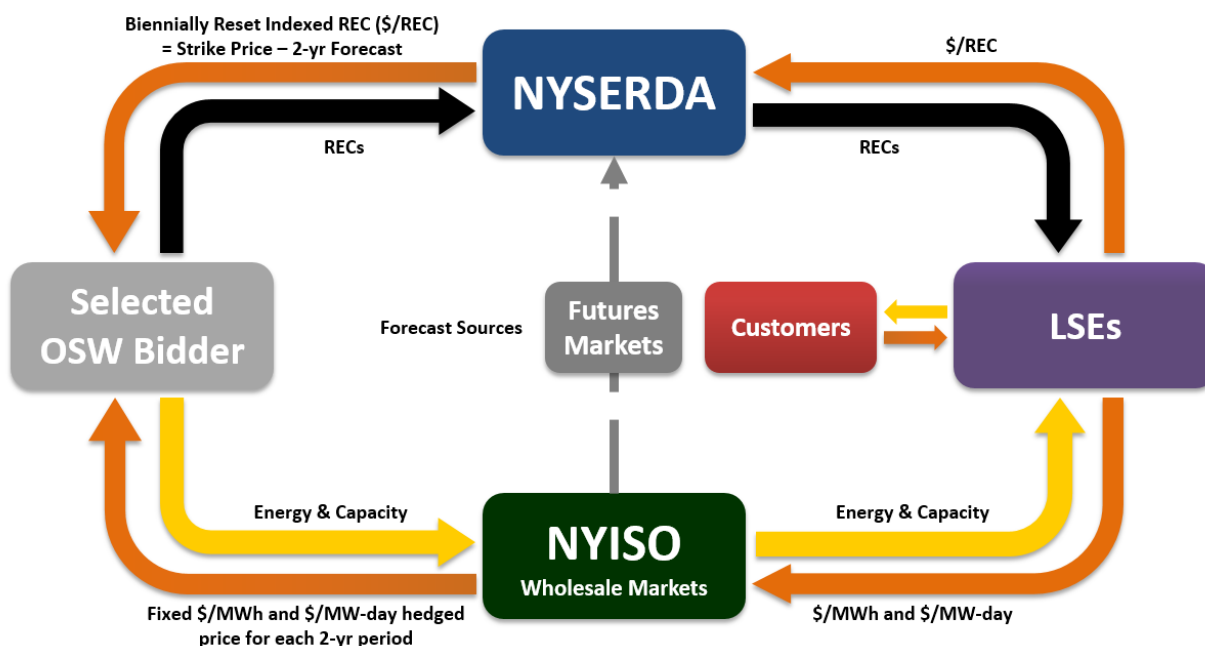 Biennially Reset Indexed REC ($/REC)
= Strike Price – 2-yr Forecast
$/REC
NYSERDA
RECs
RECs
Selected
OSW Bidder
Forecast Sources
Futures
Markets
Customers
LSEs
Energy & Capacity
Energy & Capacity
NYISO
Wholesale Markets
Fixed $/MWh and $/MW-day hedged
price for each 2-yr period
$/MWh and $/MW-day